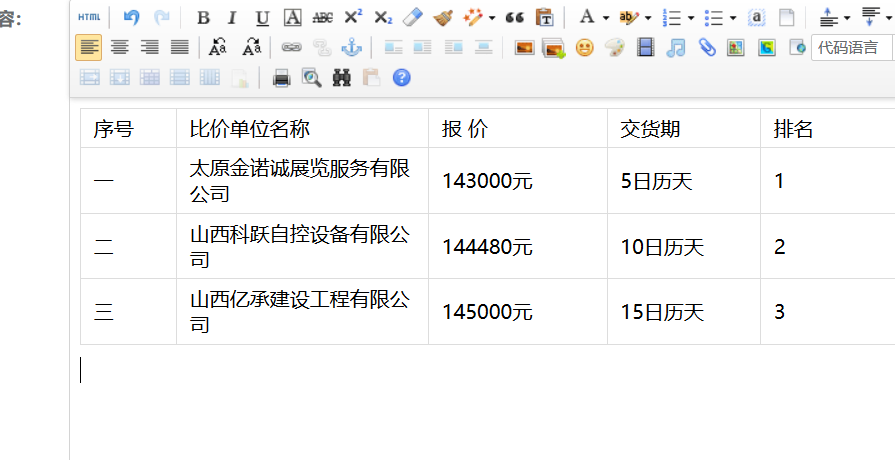 容:
HTML B I U A ABC X² X₂ A
代码语言
序号 比价单位名称 报 价 交货期 排名
一 太原金诺诚展览服务有限公司 143000元 5日历天 1
二 山西科跃自控设备有限公司 144480元 10日历天 2
三 山西亿承建设工程有限公司 145000元 15日历天 3